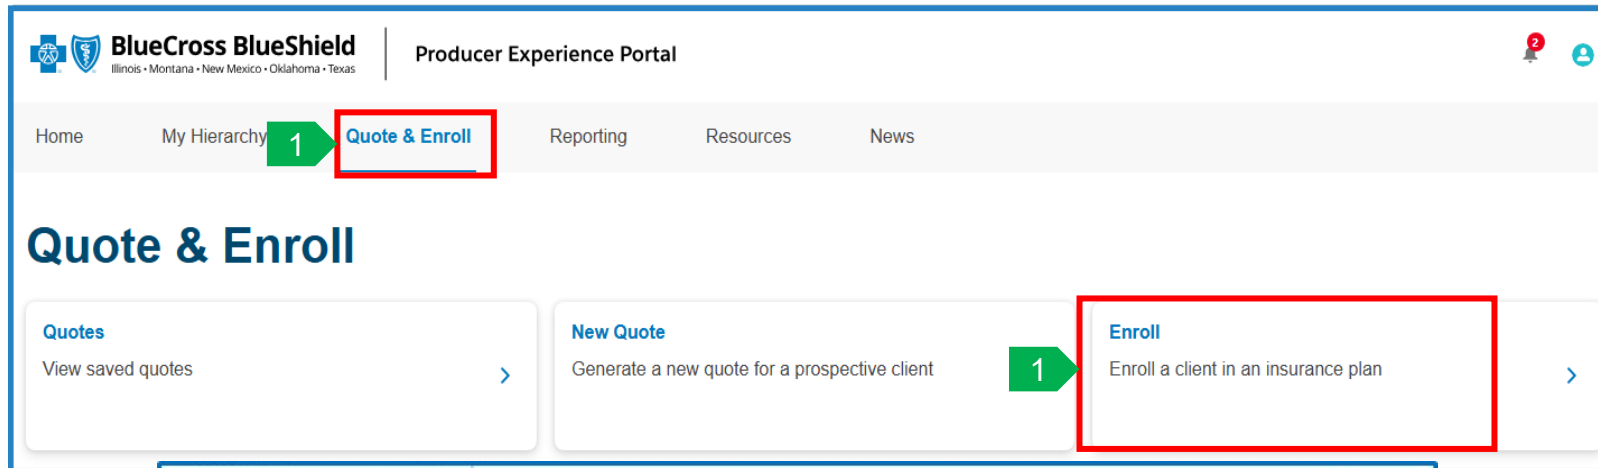 BlueCross BlueShield
Illinois • Montana • New Mexico • Oklahoma • Texas
Producer Experience Portal
2
Home My Hierarchy 1 Quote & Enroll Reporting Resources News
Quote & Enroll
Quotes
View saved quotes
New Quote
Generate a new quote for a prospective client
1
Enroll
Enroll a client in an insurance plan